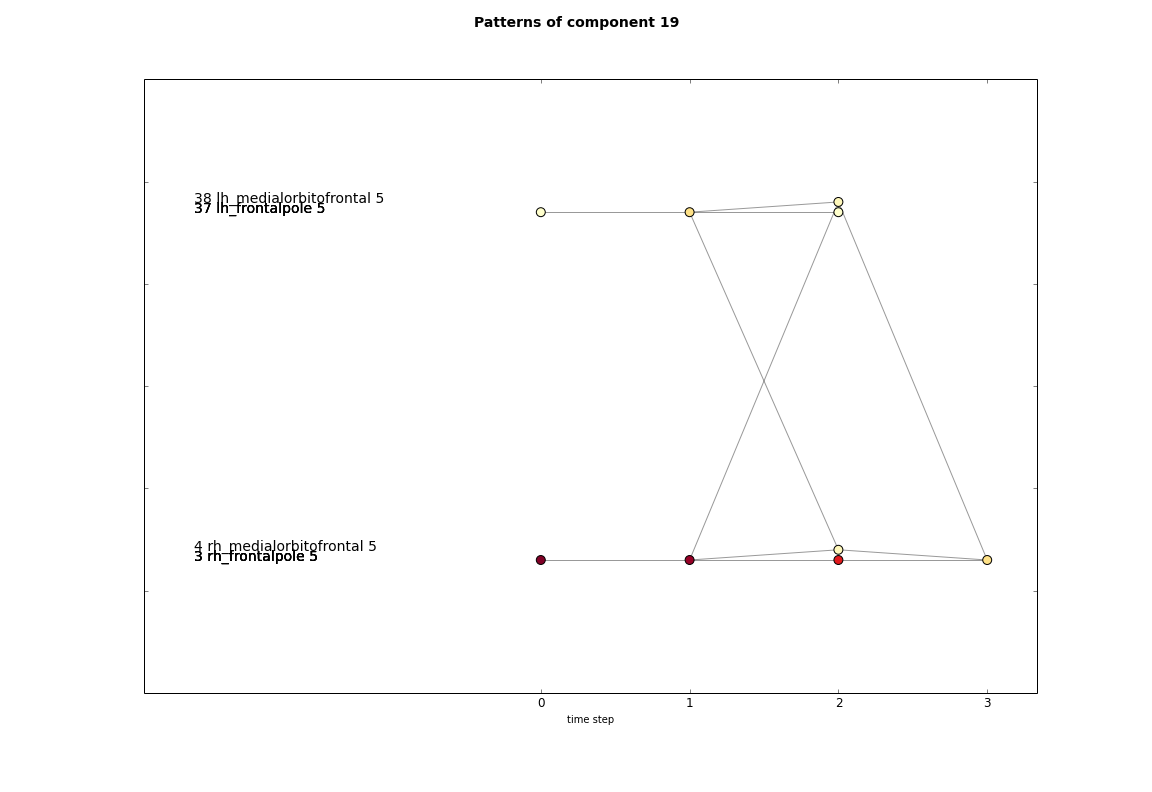 Patterns of component 19
38 lh_medialorbitofrontal 5
37 lh_frontalpole 5
4 rh_medialorbitofrontal 5
3 rh_frontalpole 5
0 1 2 3
time step